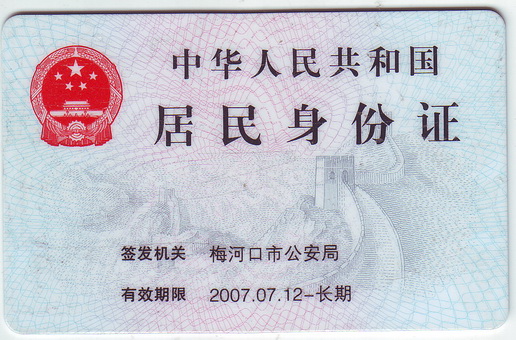 中华人民共和国
居民身份证
签发机关 梅河口市公安局
有效期限 2007.07.12-长期